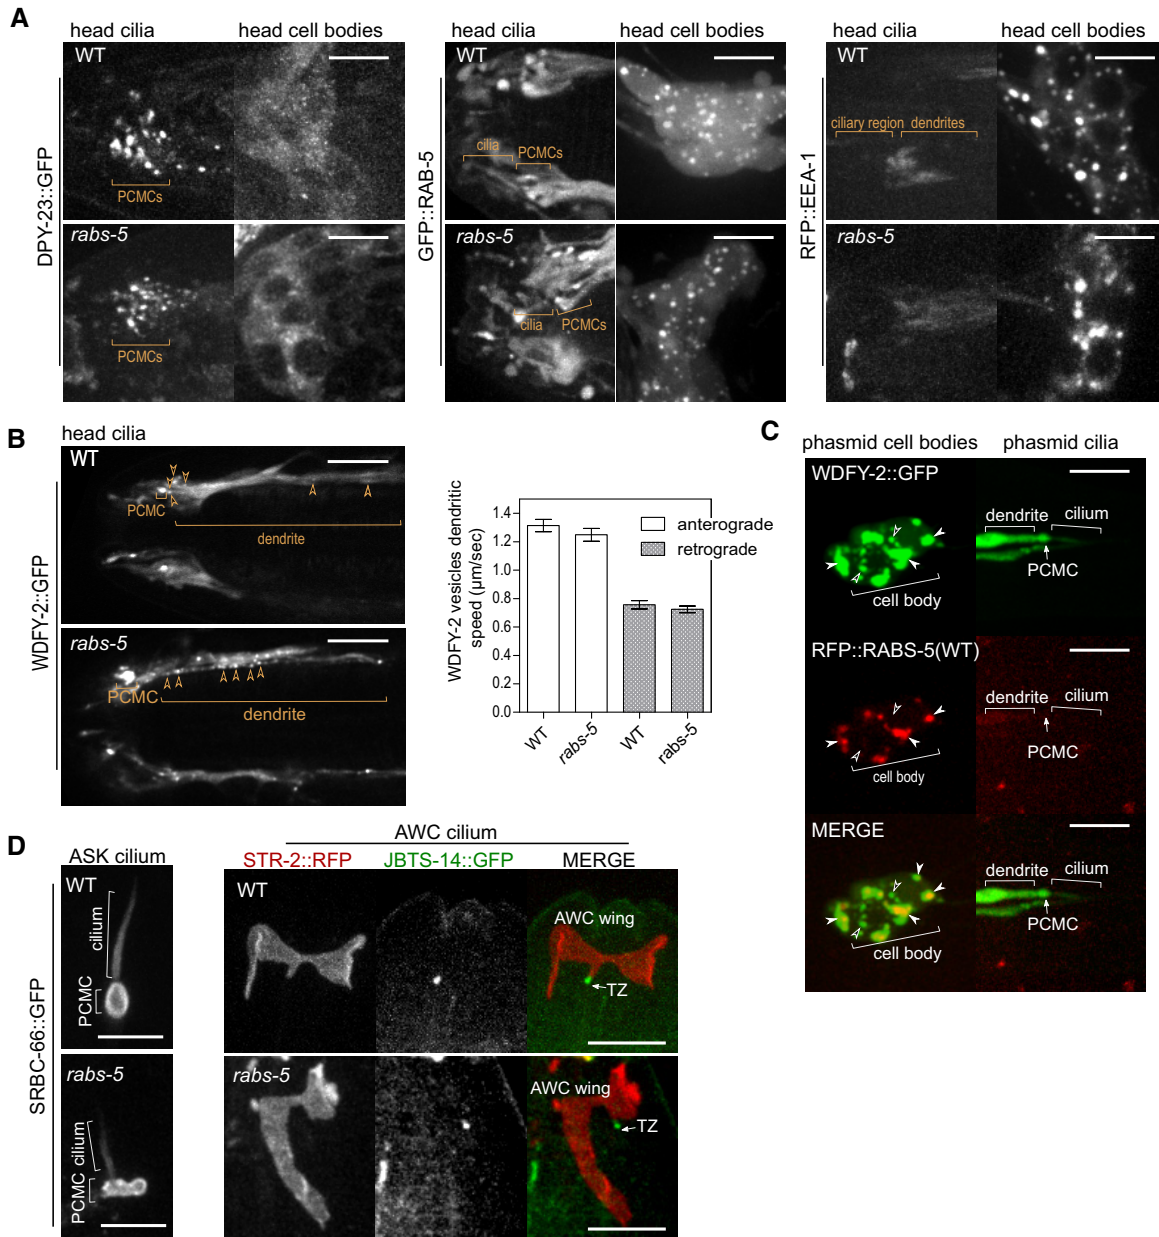 A
head cilia
head cell bodies
head cilia
head cell bodies
head cilia
head cell bodies
DPY-23::GFP
WT
PCMCs
rabs-5
PCMCs
GFP::RAB-5
WT
cilia
PCMCs
rabs-5
cilia
PCMCs
RFP::EEA-1
WT
ciliary region
dendrites
rabs-5
B
head cilia
WDFY-2::GFP
WT
PCMC
dendrite
rabs-5
PCMC
dendrite
WDFY-2 vesicles dendritic
speed (μm/sec)
1.4
1.2
1.0
0.8
0.6
0.4
0.2
0.0
anterograde
retrograde
WT
rabs-5
WT
rabs-5
C
phasmid cell bodies
phasmid cilia
WDFY-2::GFP
dendrite
cilium
PCMC
cell body
RFP::RABS-5(WT)
dendrite
cilium
PCMC
cell body
MERGE
dendrite
cilium
PCMC
cell body
D
ASK cilium
SRBC-66::GFP
WT
cilium
PCMC
rabs-5
cilium
PCMC
AWC cilium
STR-2::RFP
JBTS-14::GFP
MERGE
WT
AWC wing
TZ
rabs-5
AWC wing
TZ